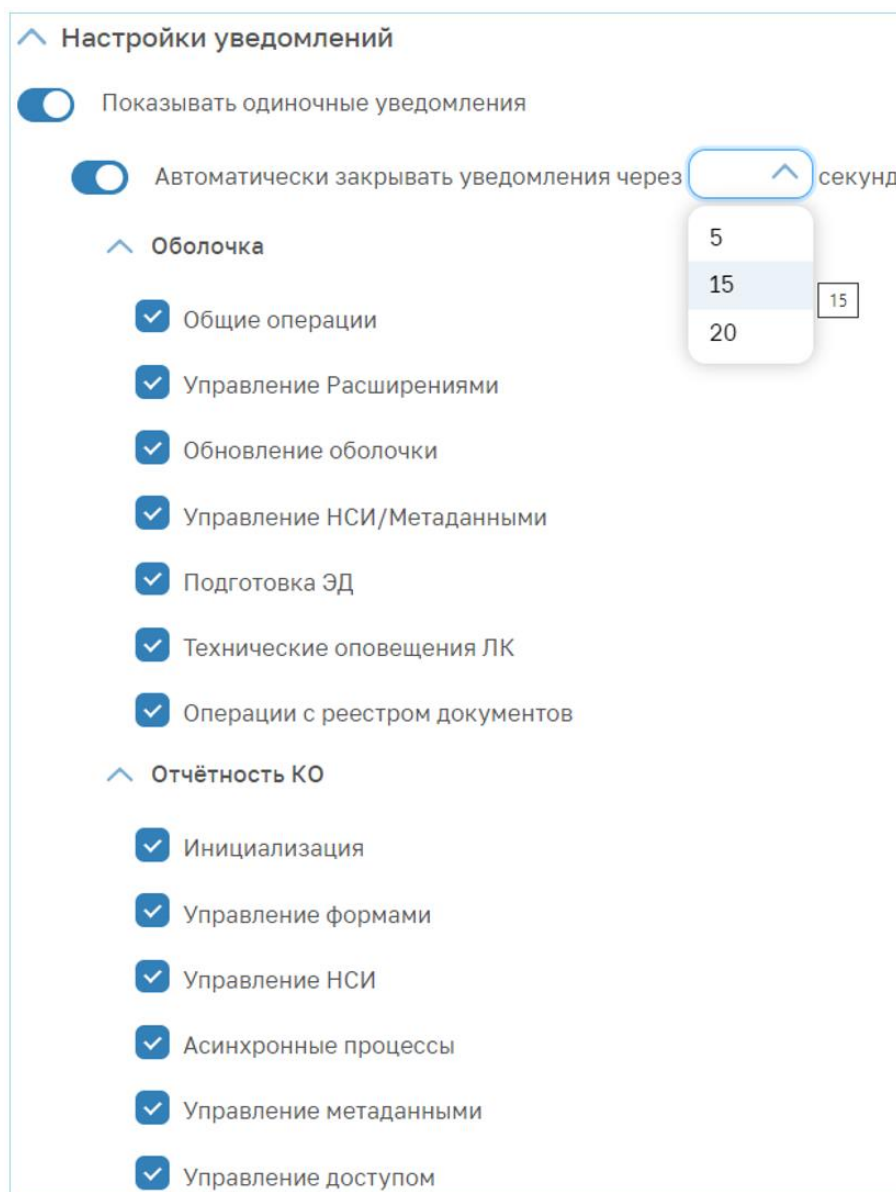 Настройки уведомлений
Показывать одиночные уведомления
Автоматически закрывать уведомления через секунд
5
Оболочка
15
15
Общие операции
20
Управление Расширениями
Обновление оболочки
Управление НСИ/Метаданными
Подготовка ЭД
Технические оповещения ЛК
Операции с реестром документов
Отчётность КО
Инициализация
Управление формами
Управление НСИ
Асинхронные процессы
Управление метаданными
Управление доступом